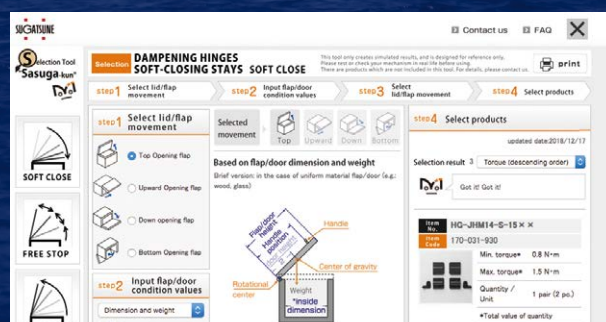 SUGATSUNE
Contact us
FAQ
Selection Tool
"Sasuga-kun"
Selection
DAMPENING HINGES
SOFT-CLOSING STAYS SOFT CLOSE
This tool only creates simulated results, and is designed for reference only.
Please test or check your mechanism in real life before using.
There are products which are not included in this tool. For details, please contact us.
print
step1 Select lid/flap movement
step2 Input flap/door condition values
step3 Select lid/flap movement
step4 Select products
SOFT CLOSE
FREE STOP
step1 Select lid/flap
movement
Top Opening flap
Upward Opening flap
Down opening flap
Bottom Opening flap
step2 Input flap/door
condition values
Dimension and weight
Selected
movement
Top
Upward
Down
Bottom
Based on flap/door dimension and weight
Brief version: in the case of uniform material flap/door (e.g.:
wood, glass)
Flap/door
height
Handle
position
door height
Handle
Center of gravity
Rotational
center
Weight
*inside
dimension
step4 Select products
updated date:2018/12/17
Selection result 3
Torque (descending order)
Got it! Got it!
Item No. HG-JHM14-S-15××
Item Code 170-031-930
Min. torque* 0.8 N･m
Max. torque* 1.5 N･m
Quantity /
Unit
1 pair (2 pc.)
*Total value of quantity